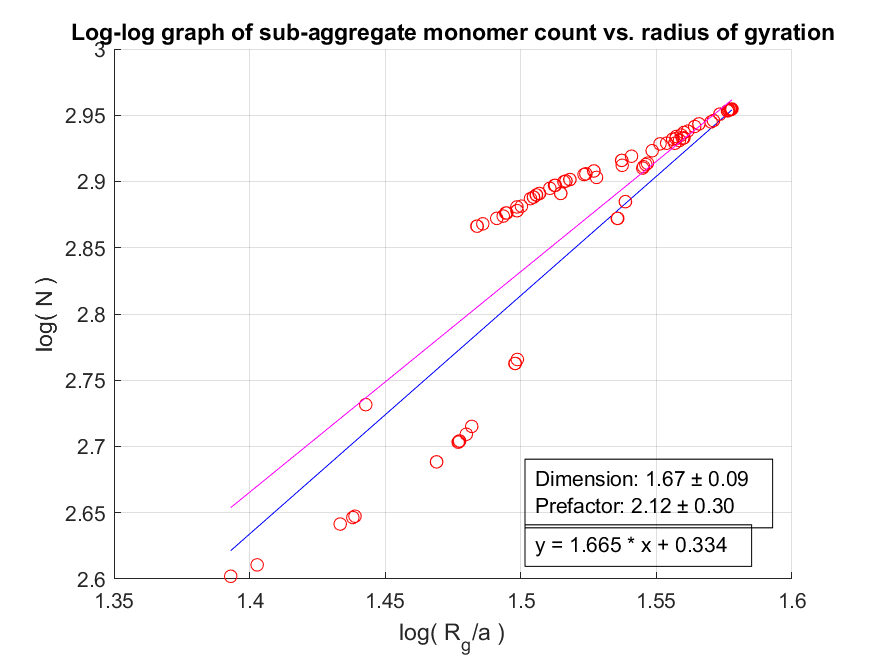 Log-log graph of sub-aggregate monomer count vs. radius of gyration
3
2.95
2.9
2.85
2.8
2.75
2.7
2.65
2.6
log( N )
Dimension: 1.67 ± 0.09
Prefactor: 2.12 ± 0.30
y = 1.665 * x + 0.334
1.35 1.4 1.45 1.5 1.55 1.6
log( R_g/a )